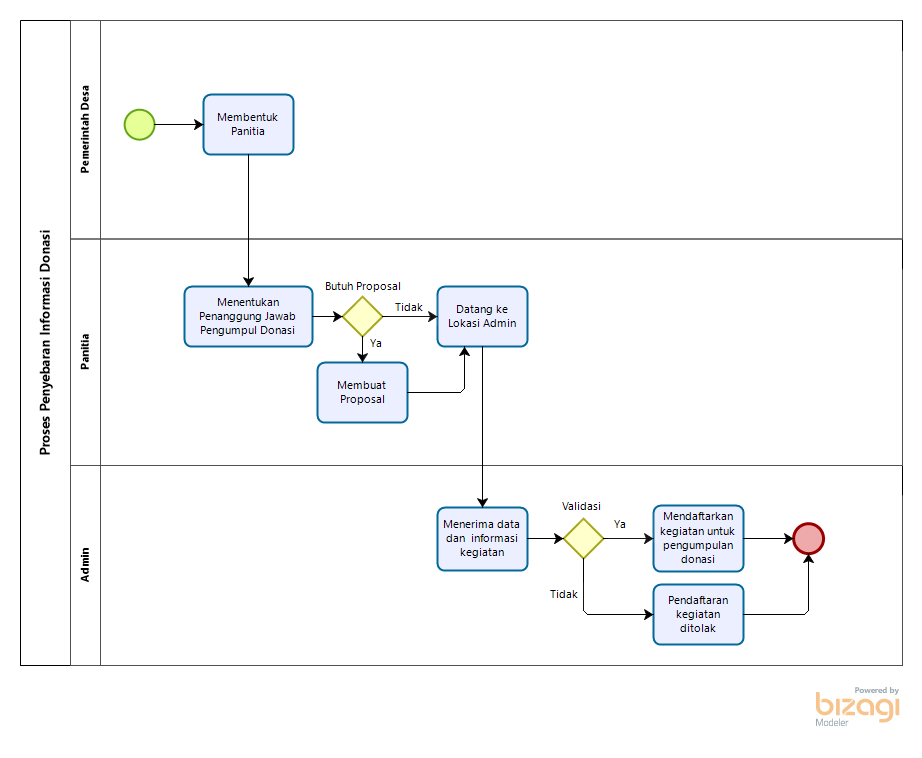 Proses Penyebaran Informasi Donasi
Pemerintah Desa
Membentuk
Panitia
Panitia
Menentukan
Penanggung Jawab
Pengumpul Donasi
Butuh Proposal
Tidak
Ya
Datang ke
Lokasi Admin
Membuat
Proposal
Admin
Menerima data
dan informasi
kegiatan
Validasi
Ya
Tidak
Mendaftarkan
kegiatan untuk
pengumpulan
donasi
Pendaftaran
kegiatan
ditolak
Powered by
bizagi
Modeler